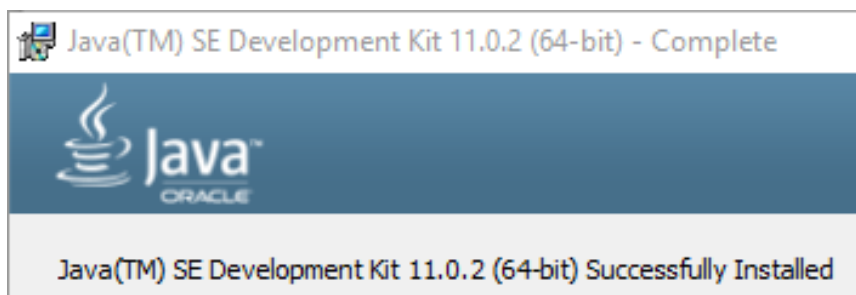 Java(TM) SE Development Kit 11.0.2 (64-bit) - Complete
Java™
ORACLE
Java(TM) SE Development Kit 11.0.2 (64-bit) Successfully Installed